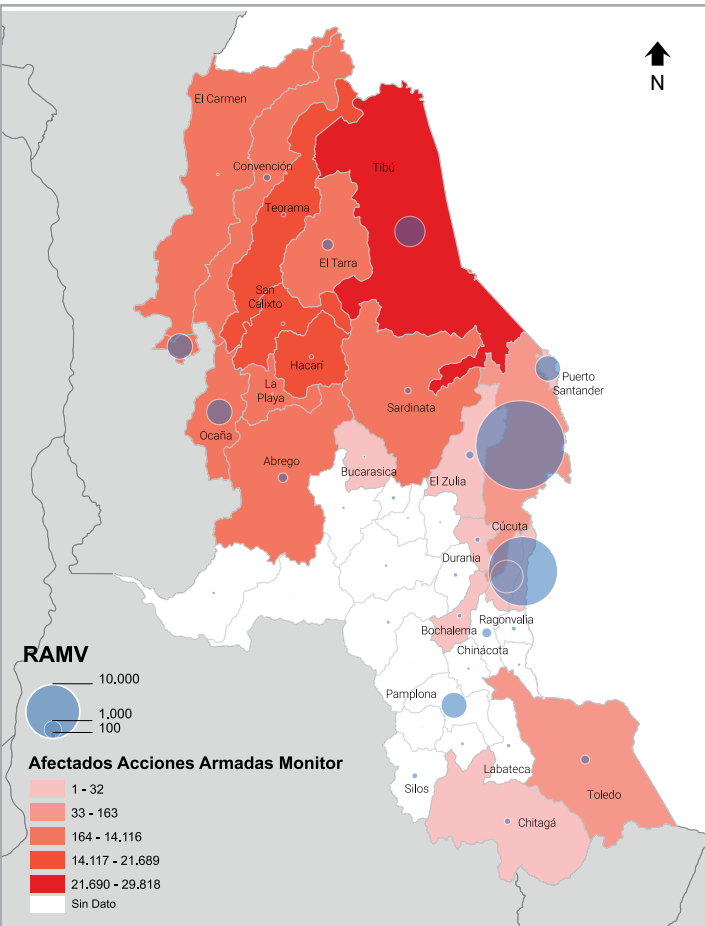 N
El Carmen
Convención
Tibú
Teorama
El Tarra
San
Calixto
Hacarí
La
Playa
Puerto
Santander
Sardinata
Ocaña
Abrego
Bucarasica
El Zulia
Cúcuta
Durania
Ragonvalia
Bochalema
Chinácota
Pamplona
Labateca
Silos
Toledo
Chitagá
RAMV
10.000
1.000
100
Afectados Acciones Armadas Monitor
1 - 32
33 - 163
164 - 14.116
14.117 - 21.689
21.690 - 29.818
Sin Dato